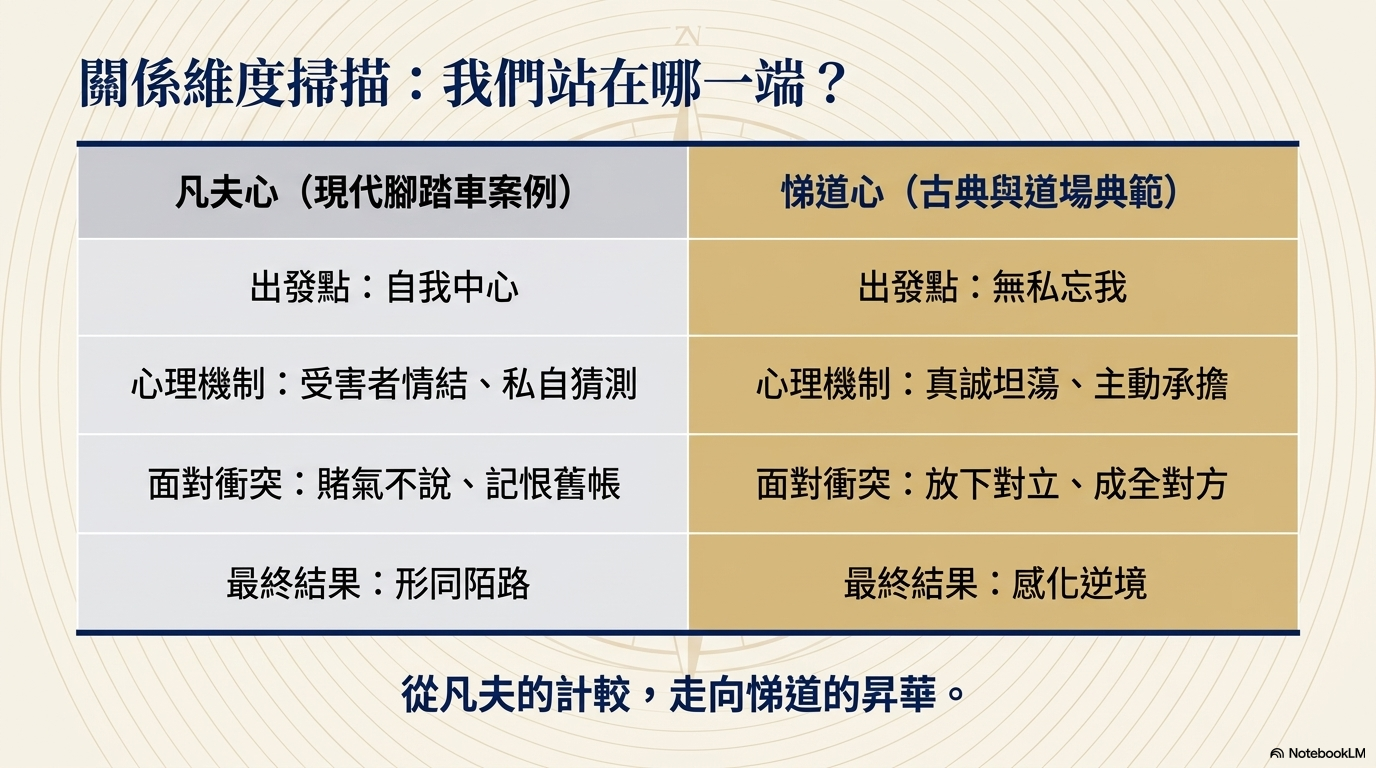 關係維度掃描：我們站在哪一端？
凡夫心（現代腳踏車案例）
悌道心（古典與道場典範）
出發點：自我中心
出發點：無私忘我
心理機制：受害者情結、私自猜測
心理機制：真誠坦蕩、主動承擔
面對衝突：賭氣不說、記恨舊帳
面對衝突：放下對立、成全對方
最終結果：形同陌路
最終結果：感化逆境
從凡夫的計較，走向悌道的昇華。
NotebookLM